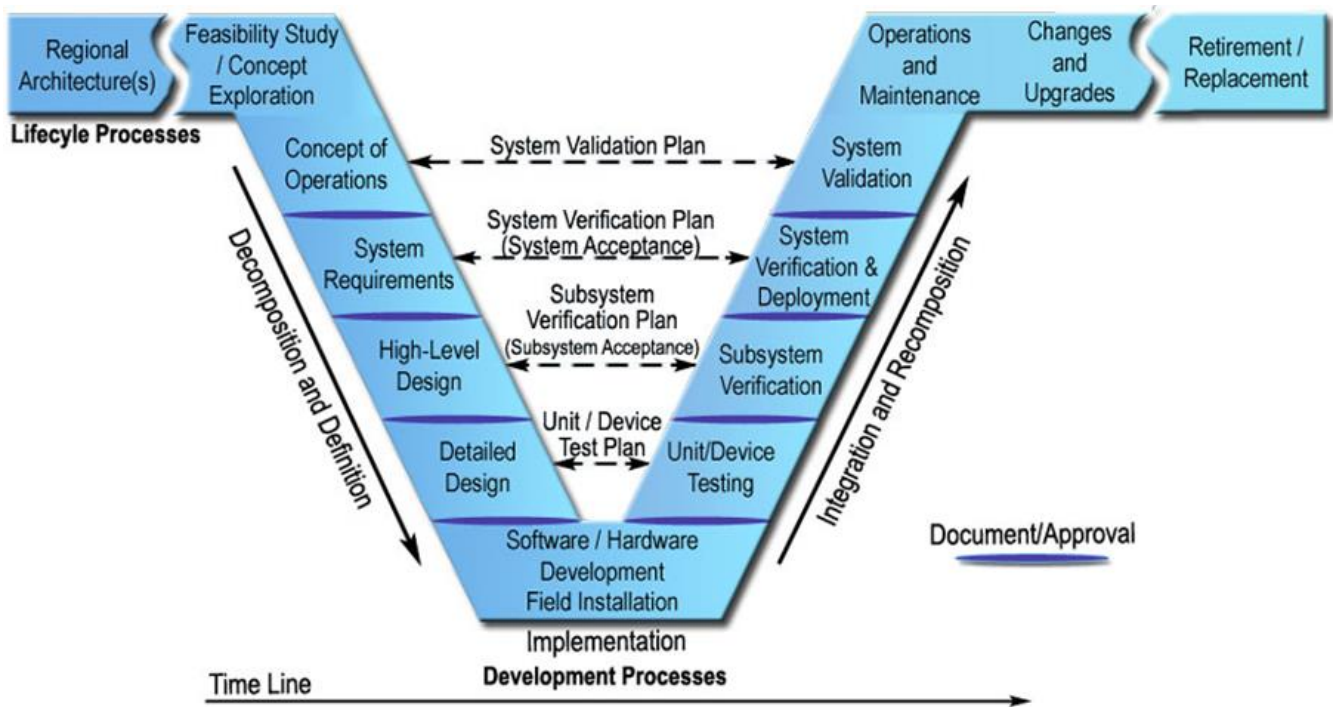 Regional
Architecture(s)
Feasibility Study
/ Concept
Exploration
Operations
and
Maintenance
Changes
and
Upgrades
Retirement /
Replacement
Lifecyle Processes
Concept of
Operations
System Validation Plan
System
Validation
System
Requirements
System Verification Plan
(System Acceptance)
System
Verification &
Deployment
High-Level
Design
Subsystem
Verification Plan
(Subsystem Acceptance)
Subsystem
Verification
Detailed
Design
Unit / Device
Test Plan
Unit/Device
Testing
Decomposition and Definition
Integration and Recomposition
Software / Hardware
Development
Field Installation
Document/Approval
Implementation
Development Processes
Time Line